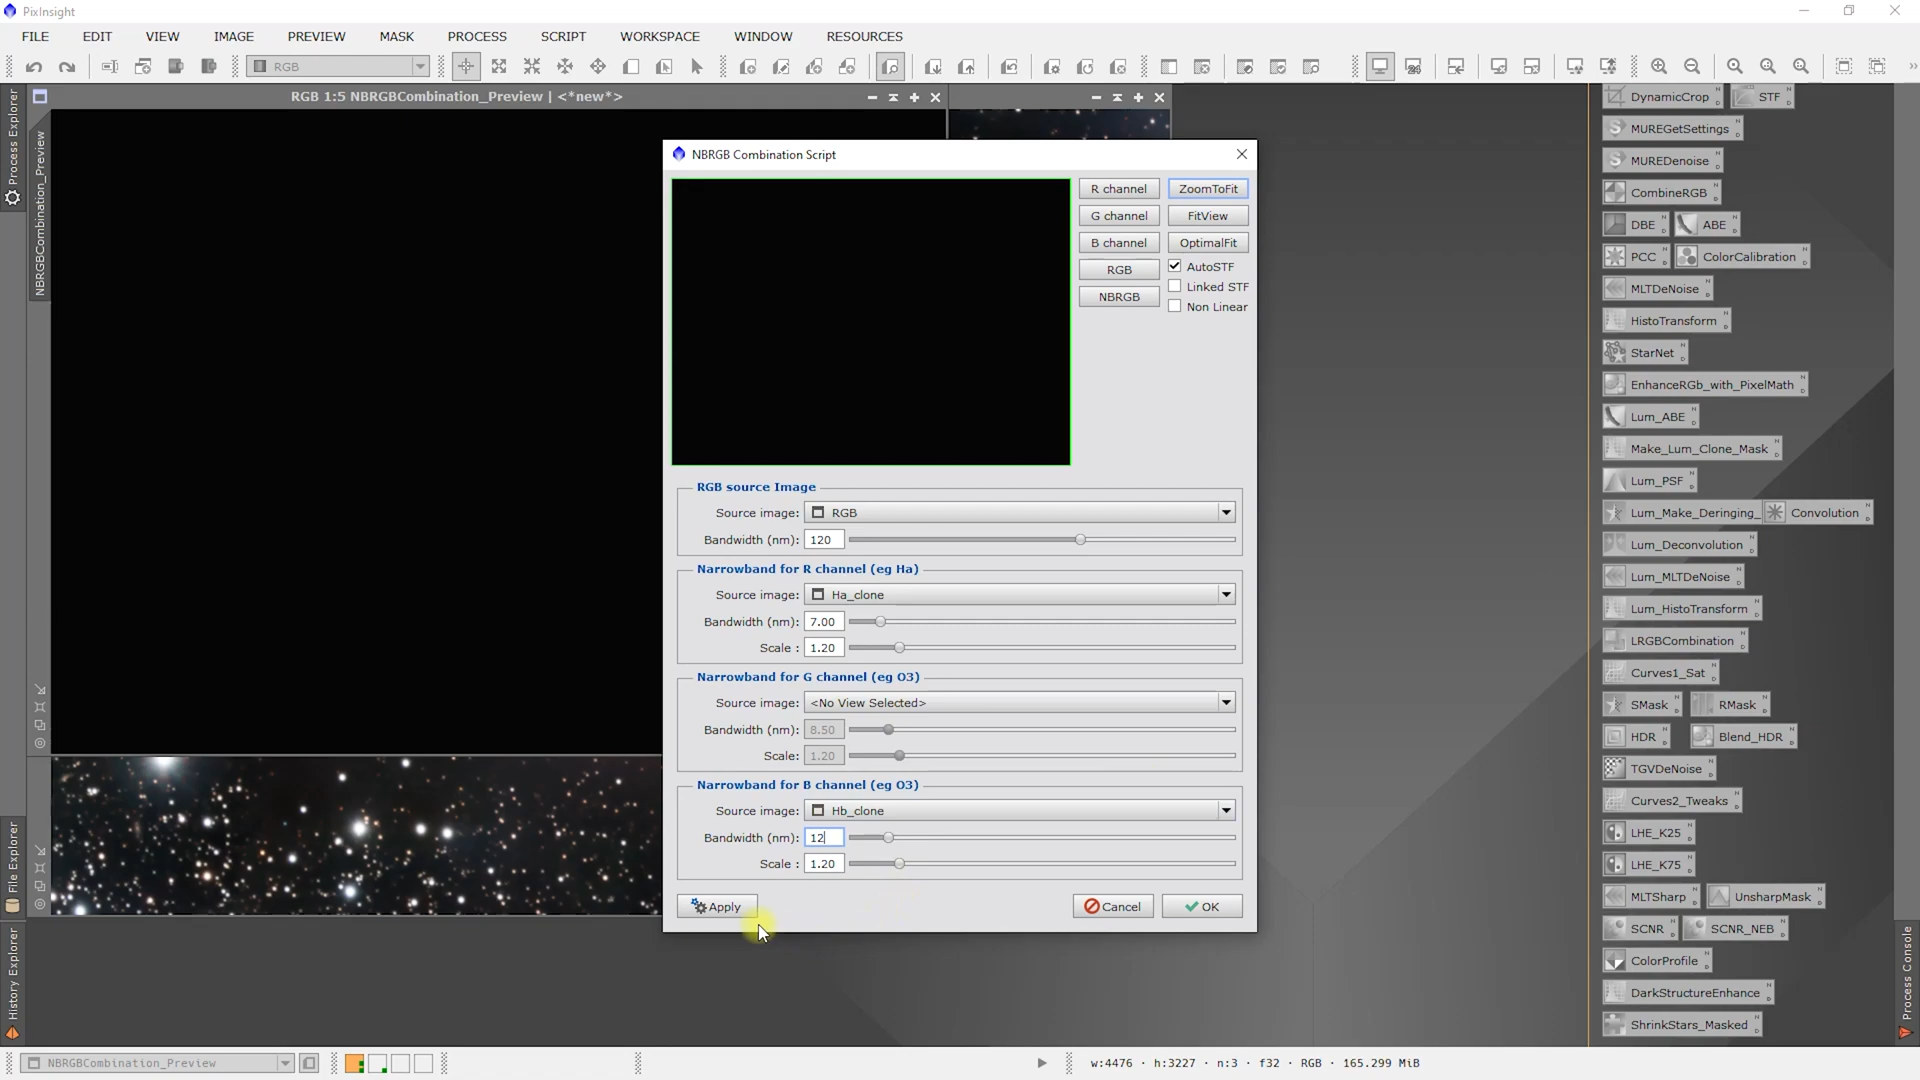 PixInsight
FILE EDIT VIEW IMAGE PREVIEW MASK PROCESS SCRIPT WORKSPACE WINDOW RESOURCES
RGB
RGB 1:5 NBRGBCombination_Preview | <*new*>
Process Explorer
NBRGBCombination_Preview
File Explorer
History Explorer
NBRGB Combination Script
R channel ZoomToFit
G channel FitView
B channel OptimalFit
RGB AutoSTF
Linked STF
NBRGB Non Linear
RGB source Image
Source image: RGB
Bandwidth (nm): 120
Narrowband for R channel (eg Ha)
Source image: Ha_clone
Bandwidth (nm): 7.00
Scale : 1.20
Narrowband for G channel (eg O3)
Source image: <No View Selected>
Bandwidth (nm): 8.50
Scale: 1.20
Narrowband for B channel (eg O3)
Source image: Hb_clone
Bandwidth (nm): 12
Scale : 1.20
Apply Cancel OK
DynamicCrop STF
MUREGetSettings
MUREDenoise
CombineRGB
DBE ABE
PCC ColorCalibration
MLTDeNoise
HistoTransform
StarNet
EnhanceRGb_with_PixelMath
Lum_ABE
Make_Lum_Clone_Mask
Lum_PSF
Lum_Make_Deringing_ Convolution
Lum_Deconvolution
Lum_MLTDeNoise
Lum_HistoTransform
LRGBCombination
Curves1_Sat
SMask RMask
HDR Blend_HDR
TGVDeNoise
Curves2_Tweaks
LHE_K25
LHE_K75
MLTSharp UnsharpMask
SCNR SCNR_NEB
ColorProfile
DarkStructureEnhance
ShrinkStars_Masked
Process Console
NBRGBCombination_Preview
w:4476 · h:3227 · n:3 · f32 · RGB · 165.299 MiB